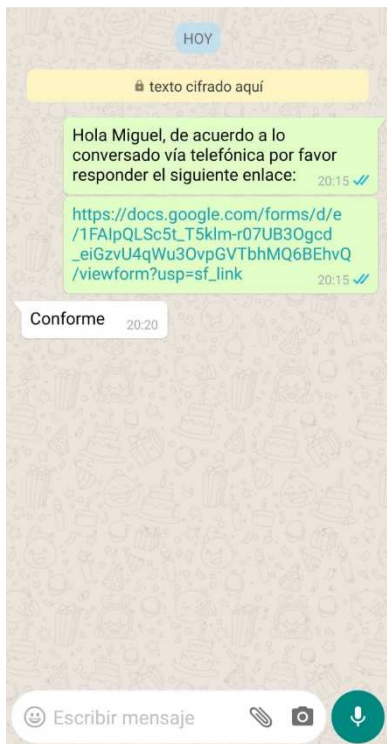 HOY
texto cifrado aquí
Hola Miguel, de acuerdo a lo
conversado vía telefónica por favor
responder el siguiente enlace:
20:15
https://docs.google.com/forms/d/e
/1FAIpQLSc5t_T5klm-r07UB3Ogcd
_eiGzvU4qWu3OvpGVTbhMQ6BEhvQ
/viewform?usp=sf_link
20:15
Conforme
20:20
Escribir mensaje